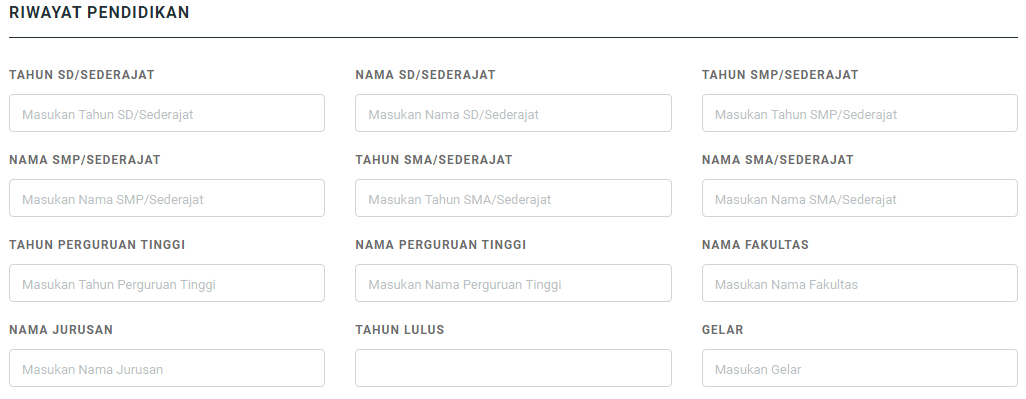 RIWAYAT PENDIDIKAN
TAHUN SD/SEDERAJAT
Masukan Tahun SD/Sederajat
NAMA SD/SEDERAJAT
Masukan Nama SD/Sederajat
TAHUN SMP/SEDERAJAT
Masukan Tahun SMP/Sederajat
NAMA SMP/SEDERAJAT
Masukan Nama SMP/Sederajat
TAHUN SMA/SEDERAJAT
Masukan Tahun SMA/Sederajat
NAMA SMA/SEDERAJAT
Masukan Nama SMA/Sederajat
TAHUN PERGURUAN TINGGI
Masukan Tahun Perguruan Tinggi
NAMA PERGURUAN TINGGI
Masukan Nama Perguruan Tinggi
NAMA FAKULTAS
Masukan Nama Fakultas
NAMA JURUSAN
Masukan Nama Jurusan
TAHUN LULUS
GELAR
Masukan Gelar